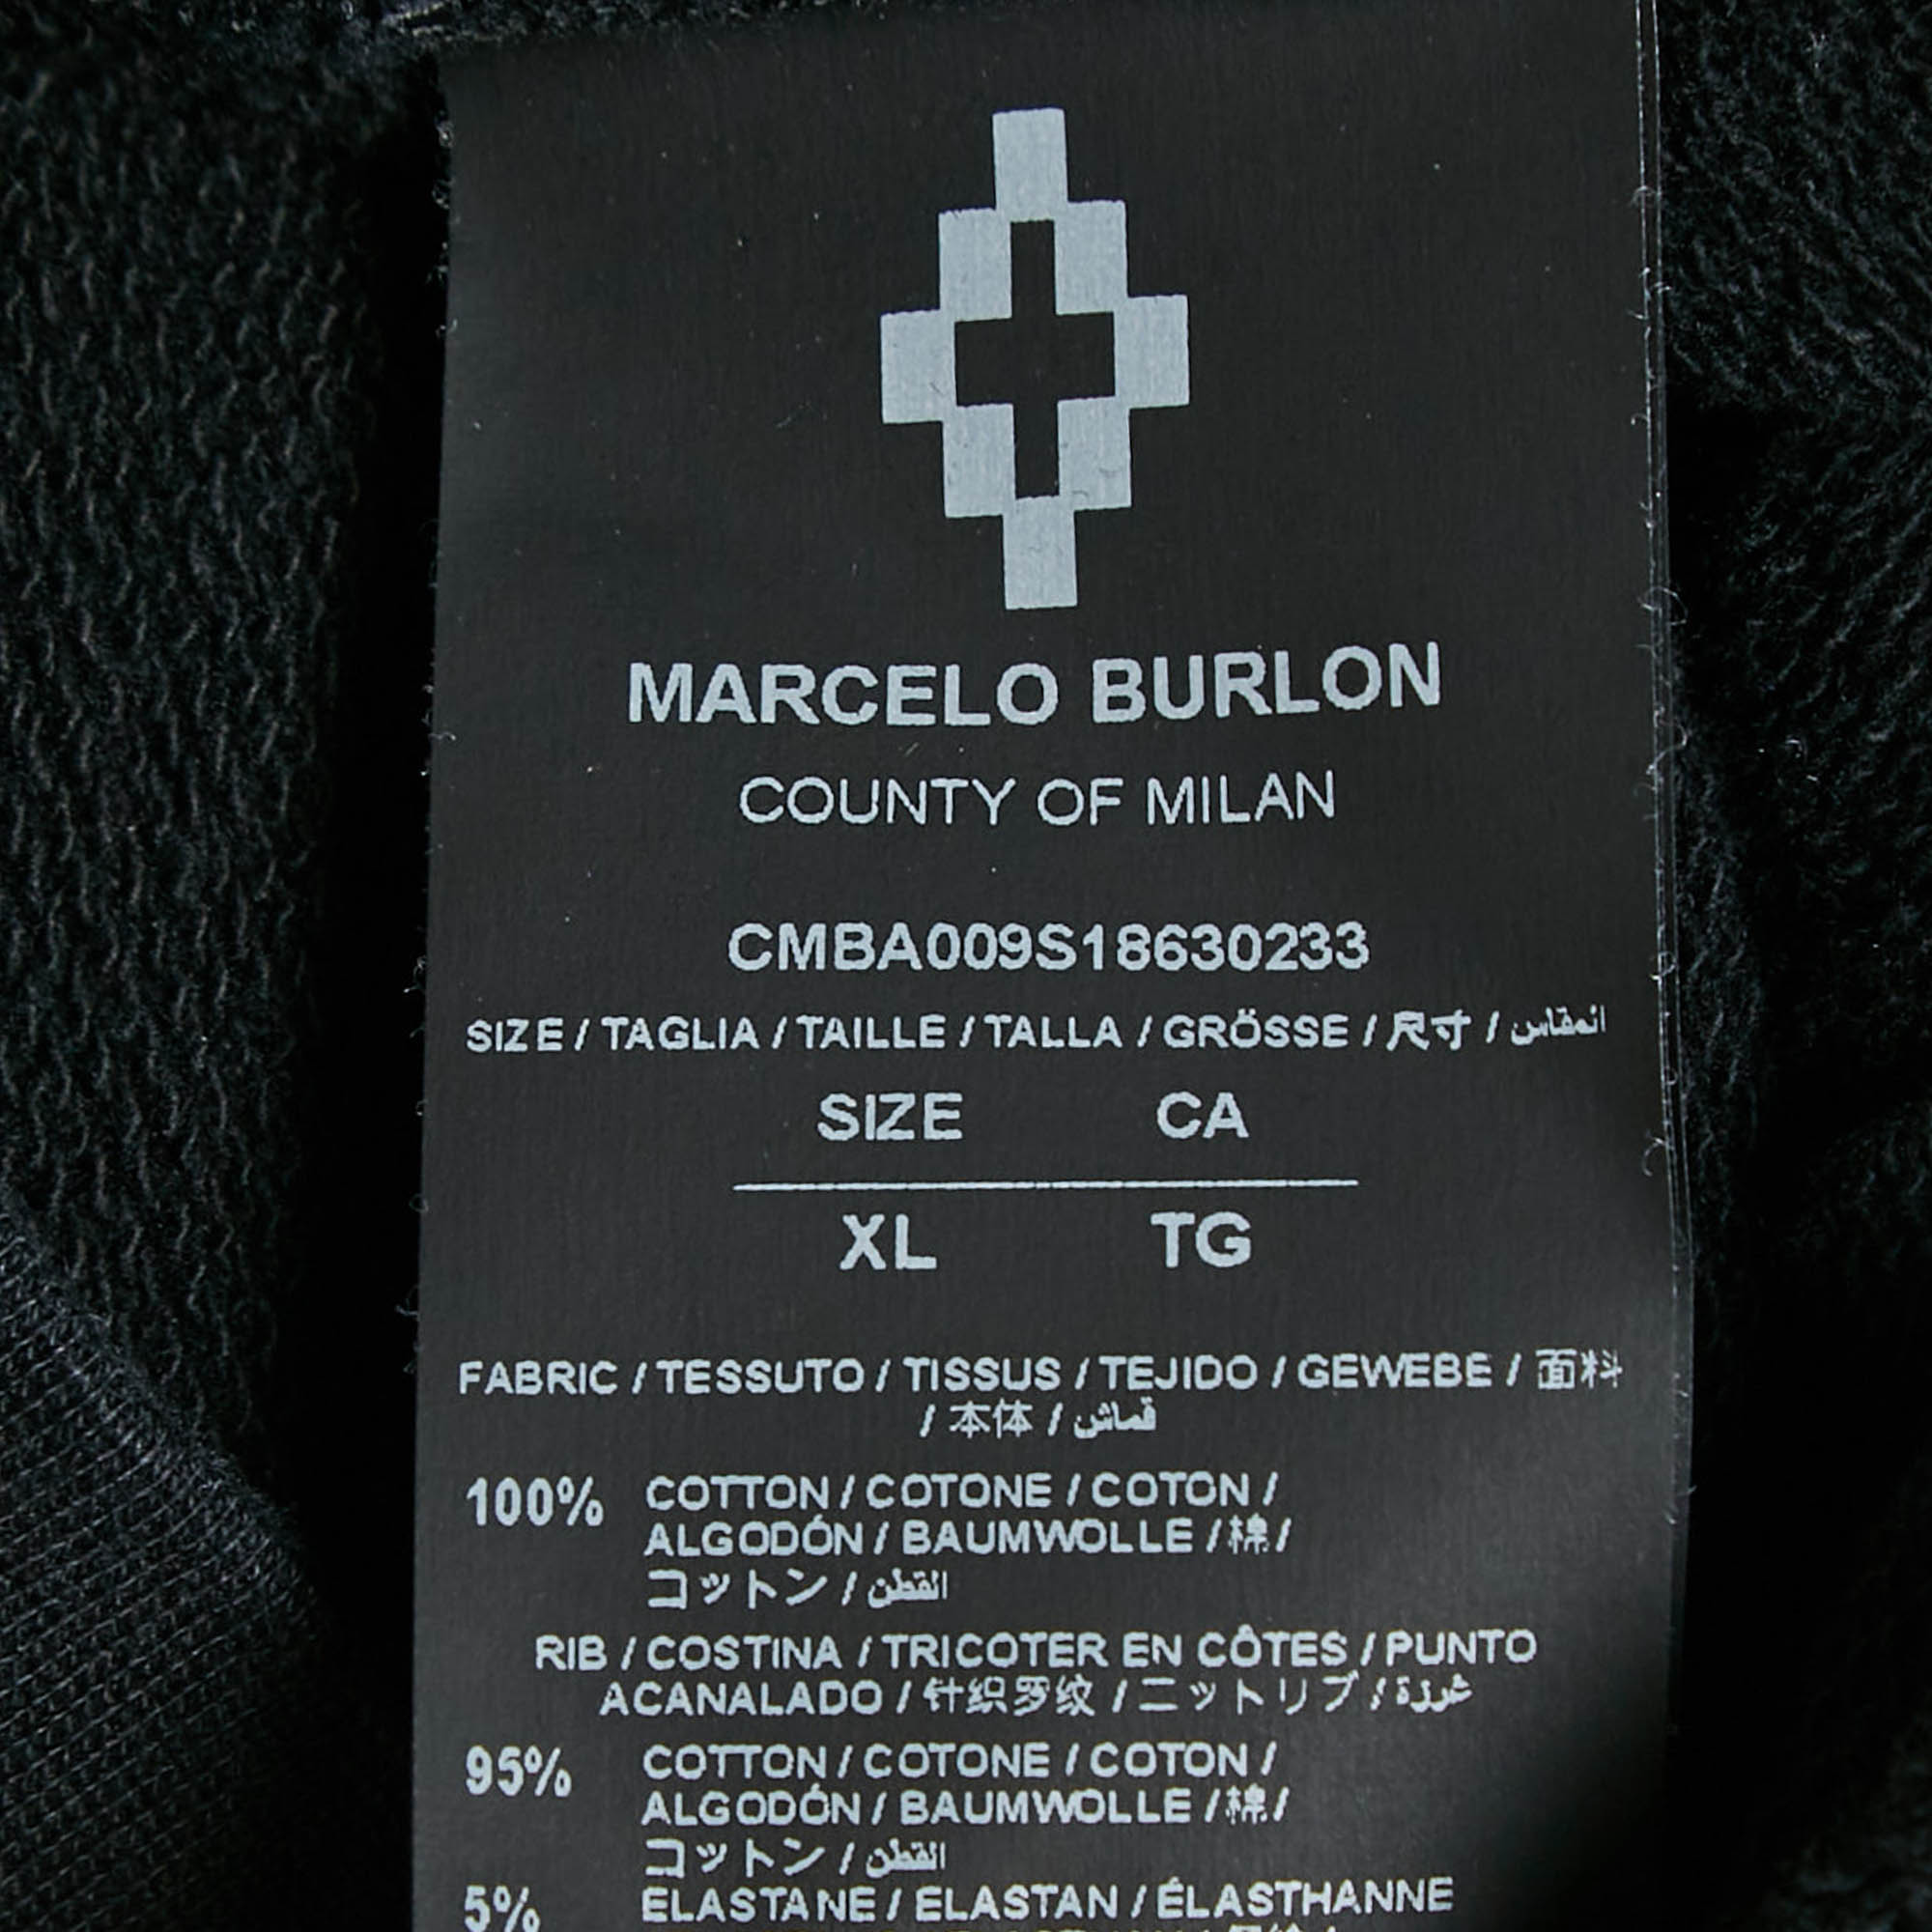 MARCELO BURLON
COUNTY OF MILAN
CMBA009S18630233
SIZE / TAGLIA / TAILLE / TALLA / GRÖSSE / 尺寸 / المقاس
SIZE CA
XL TG
FABRIC / TESSUTO / TISSUS / TEJIDO / GEWEBE / 面料
/ 本体 / قماش
100% COTTON / COTONE / COTON /
ALGODÓN / BAUMWOLLE / 棉 /
コットン / القطن
RIB / COSTINA / TRICOTER EN CÔTES / PUNTO
ACANALADO / 针织罗纹 / ニットリブ / غرزة
95% COTTON / COTONE / COTON /
ALGODÓN / BAUMWOLLE / 棉 /
コットン / القطن
5% ELASTANE / ELASTAN / ÉLASTHANNE